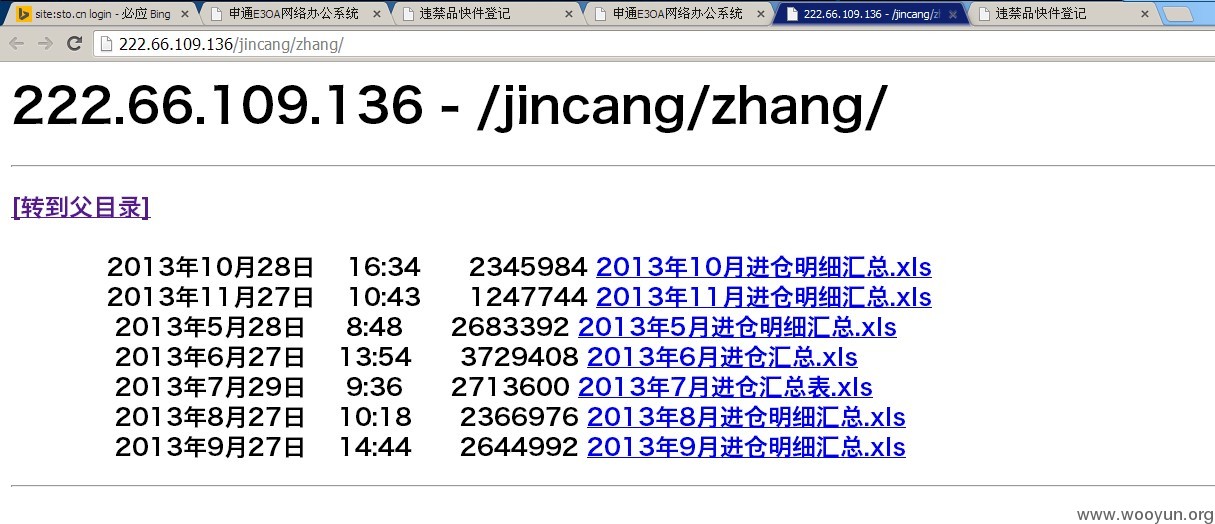 site:sto.cn login - 必应 Bing
申通E3OA网络办公系统
违禁品快件登记
申通E3OA网络办公系统
222.66.109.136 - /jincang/z
违禁品快件登记
222.66.109.136/jincang/zhang/
222.66.109.136 - /jincang/zhang/
[转到父目录]
2013年10月28日 16:34 2345984 2013年10月进仓明细汇总.xls
2013年11月27日 10:43 1247744 2013年11月进仓明细汇总.xls
2013年5月28日 8:48 2683392 2013年5月进仓明细汇总.xls
2013年6月27日 13:54 3729408 2013年6月进仓汇总.xls
2013年7月29日 9:36 2713600 2013年7月进仓汇总表.xls
2013年8月27日 10:18 2366976 2013年8月进仓明细汇总.xls
2013年9月27日 14:44 2644992 2013年9月进仓明细汇总.xls
www.wooyun.org